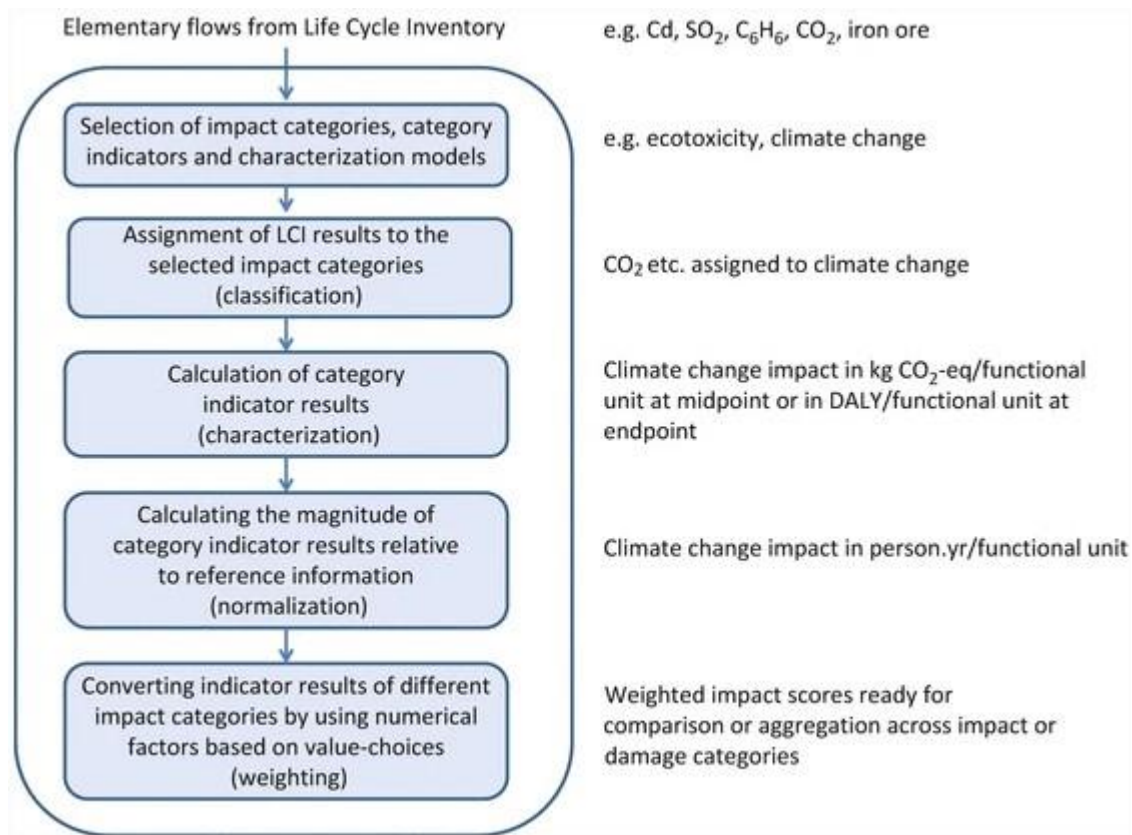 Elementary flows from Life Cycle Inventory
e.g. Cd, SO₂, C₆H₆, CO₂, iron ore
Selection of impact categories, category
indicators and characterization models
e.g. ecotoxicity, climate change
Assignment of LCI results to the
selected impact categories
(classification)
CO₂ etc. assigned to climate change
Calculation of category
indicator results
(characterization)
Climate change impact in kg CO₂-eq/functional
unit at midpoint or in DALY/functional unit at
endpoint
Calculating the magnitude of
category indicator results relative
to reference information
(normalization)
Climate change impact in person.yr/functional unit
Converting indicator results of different
impact categories by using numerical
factors based on value-choices
(weighting)
Weighted impact scores ready for
comparison or aggregation across impact or
damage categories